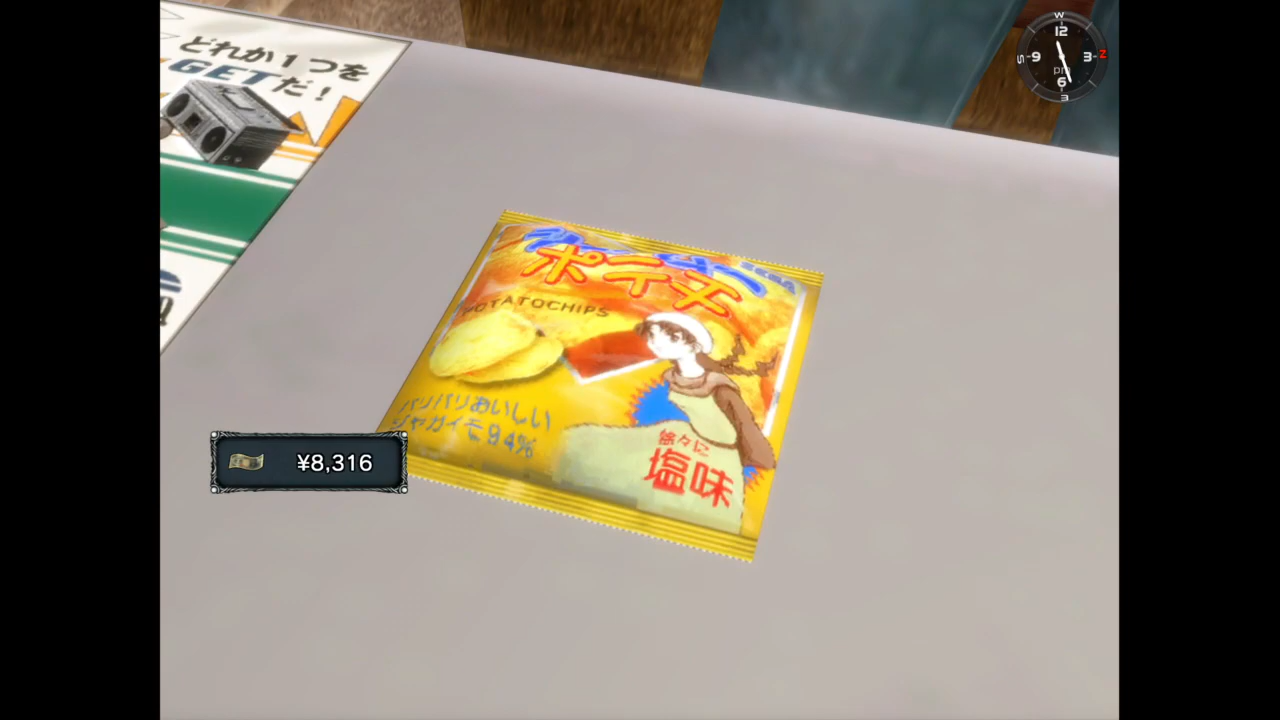 どれか1つを
GETだ!
ポイチ
SEGA
POTATOCHIPS
パリパリおいしい
ジャガイモ94%
徐々に
塩味
¥8,316
W
12
S
9
3
Z
pm
6
E